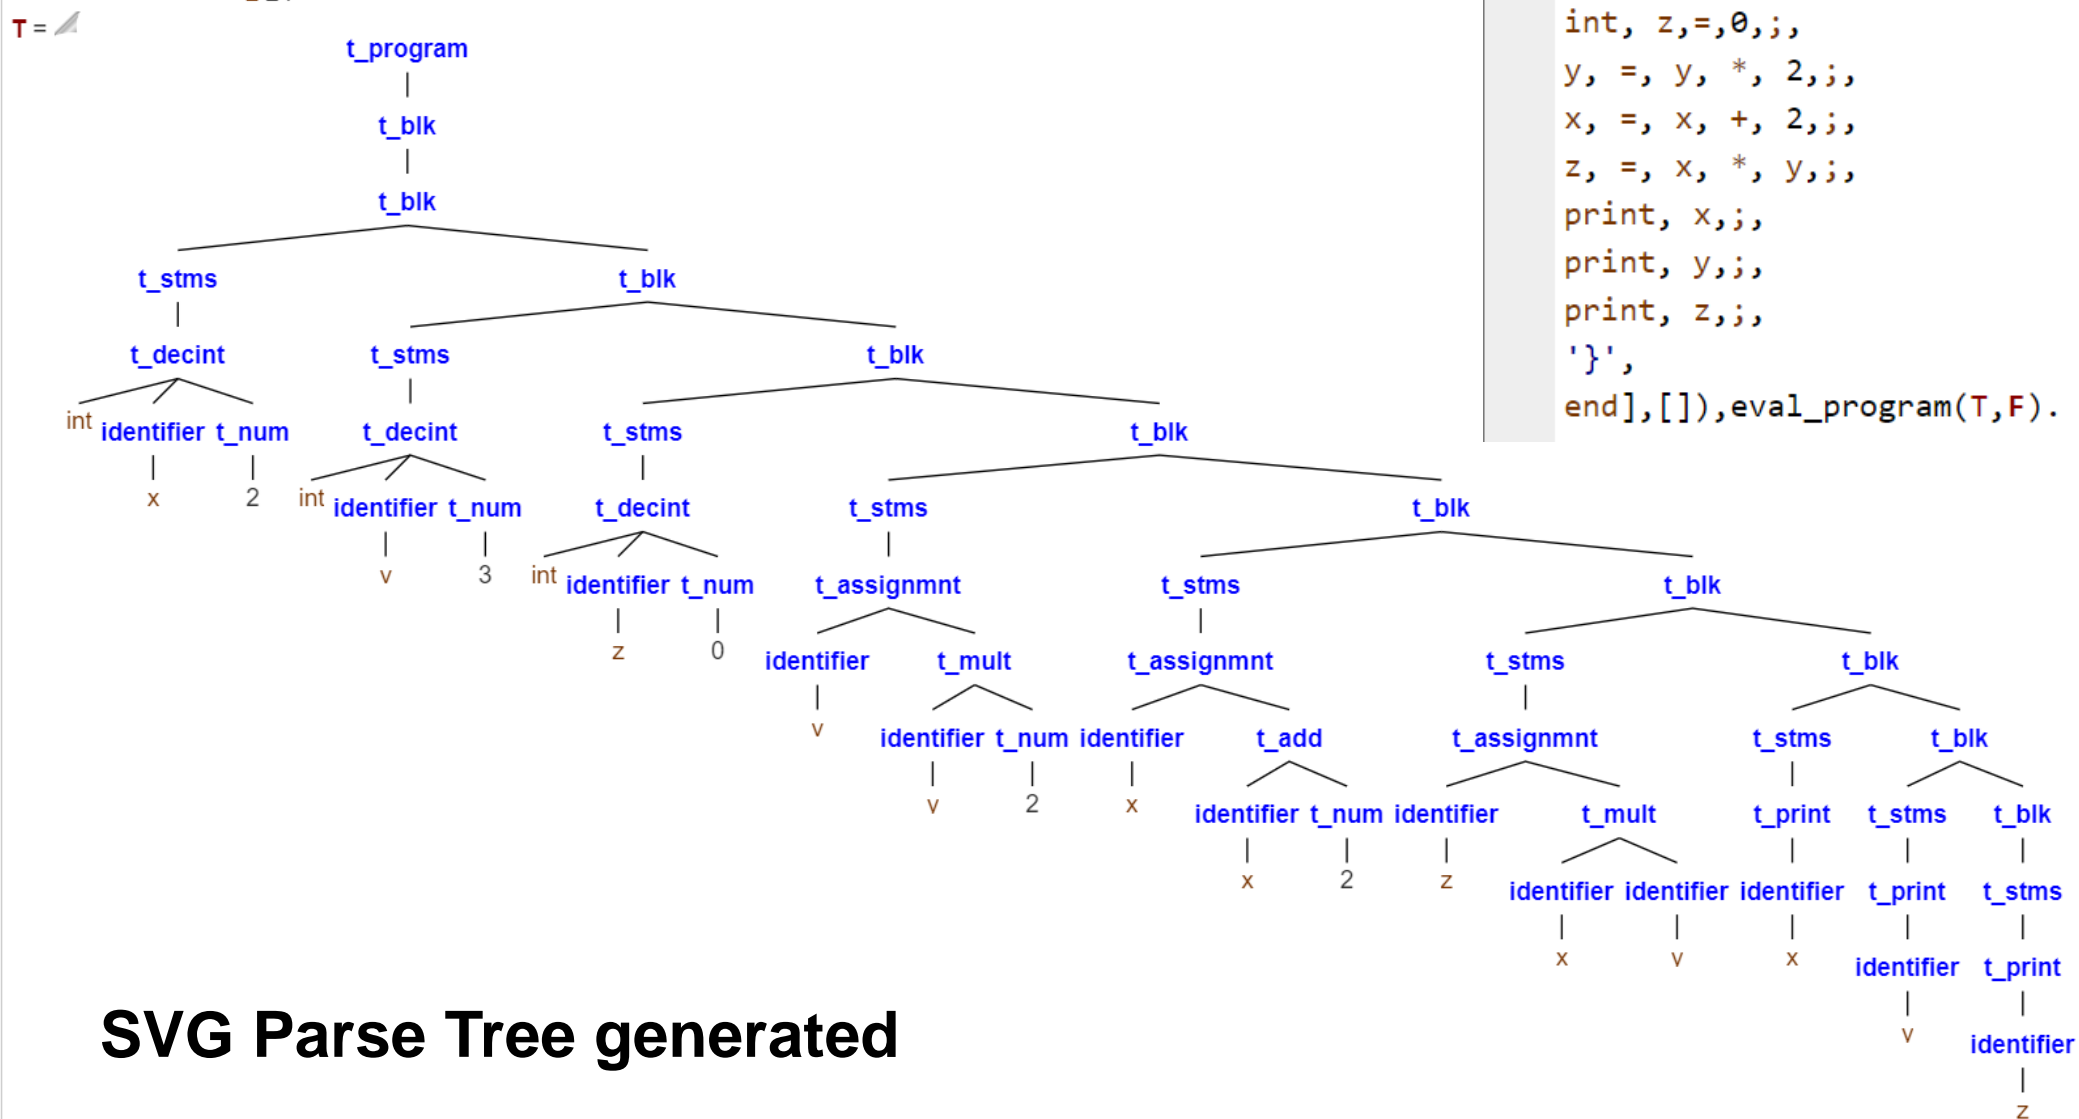 T =
t_program
t_blk
t_blk
t_stms t_blk
t_decint t_stms t_blk
int identifier t_num t_decint t_stms t_blk
x 2 int identifier t_num t_decint t_stms t_blk
v 3 int identifier t_num t_assignmnt t_stms t_blk
z 0 identifier t_mult t_assignmnt t_stms t_blk
v identifier t_num identifier t_add t_assignmnt t_stms t_blk
v 2 x identifier t_num identifier t_mult t_print t_stms t_blk
x 2 z identifier identifier identifier t_print t_stms
x v x identifier t_print
v identifier
z
int, z,=,0,;,
y, =, y, *, 2,;,
x, =, x, +, 2,;,
z, =, x, *, y,;,
print, x,;,
print, y,;,
print, z,;,
'}',
end],[]),eval_program(T,F).
SVG Parse Tree generated